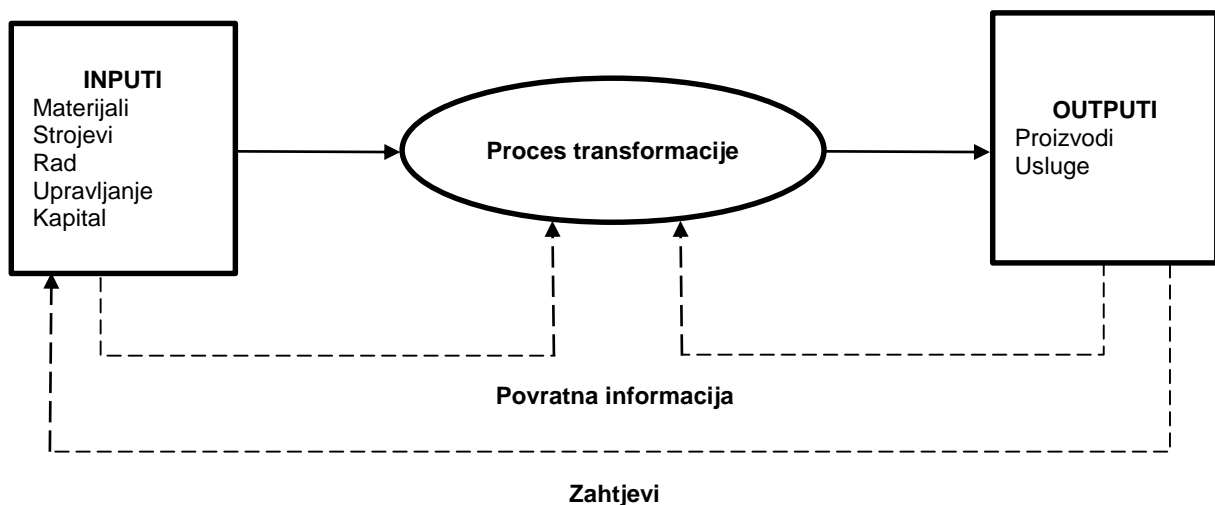 INPUTI
Materijali
Strojevi
Rad
Upravljanje
Kapital
Proces transformacije
OUTPUTI
Proizvodi
Usluge
Povratna informacija
Zahtjevi